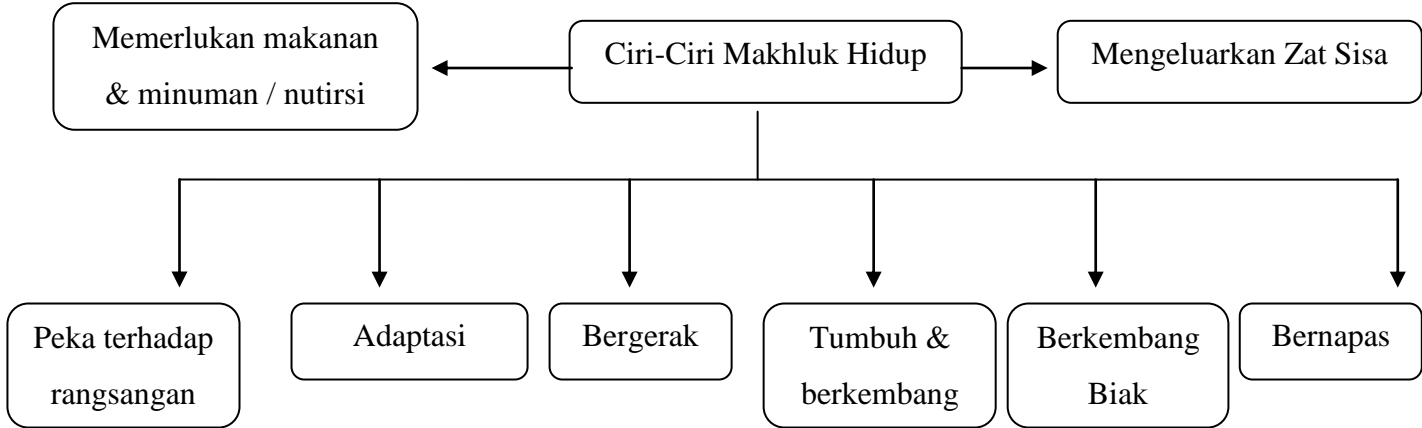 Memerlukan makanan
& minuman / nutirsi
Ciri-Ciri Makhluk Hidup
Mengeluarkan Zat Sisa
Peka terhadap
rangsangan
Adaptasi
Bergerak
Tumbuh &
berkembang
Berkembang
Biak
Bernapas